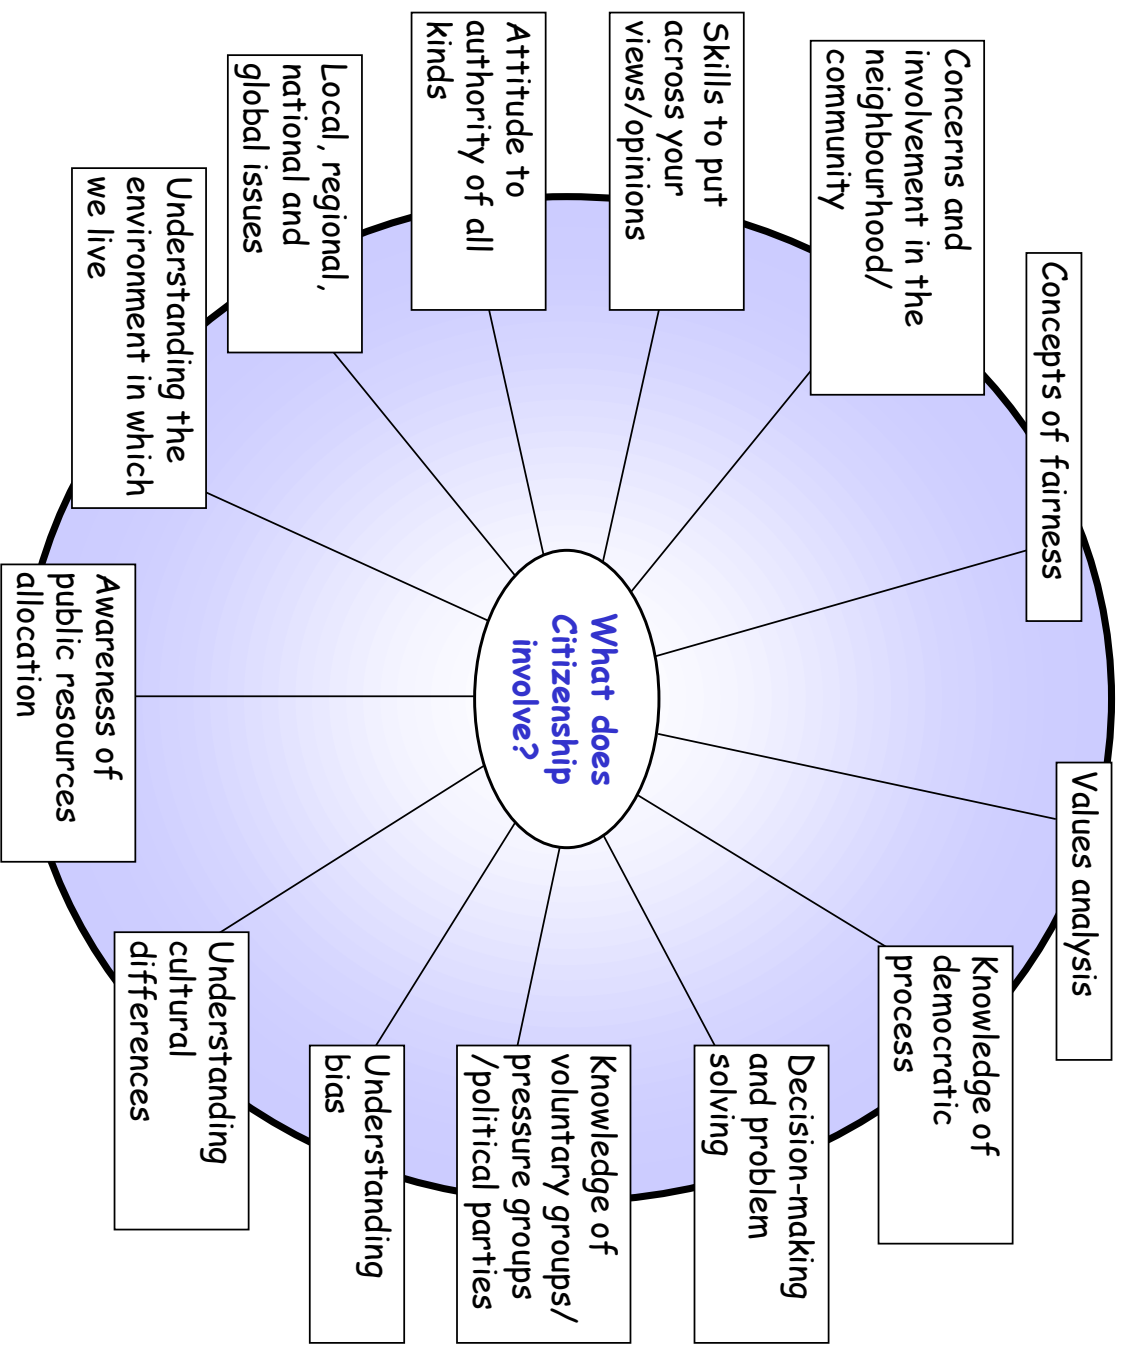 What does
Citizenship
involve?
Concepts of fairness
Values analysis
Knowledge of
democratic
process
Decision-making
and problem
solving
Knowledge of
voluntary groups/
pressure groups
/political parties
Understanding
bias
Understanding
cultural
differences
Awareness of
public resources
allocation
Understanding the
environment in which
we live
Local, regional,
national and
global issues
Attitude to
authority of all
kinds
Skills to put
across your
views/opinions
Concerns and
involvement in the
neighbourhood/
community